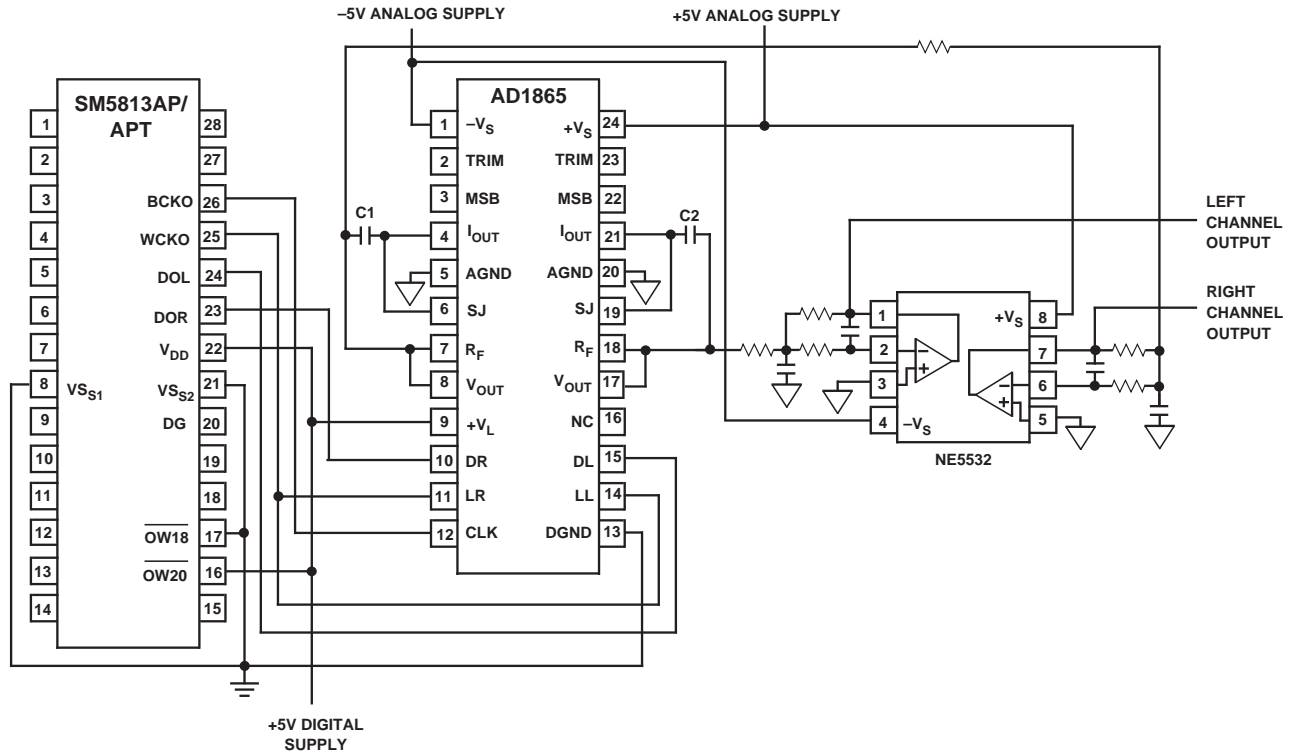 –5V ANALOG SUPPLY
+5V ANALOG SUPPLY
SM5813AP/
APT
1
2
3
4
5
6
7
8 VSS1
9
10
11
12
13
14
28
27
BCKO 26
WCKO 25
DOL 24
DOR 23
VDD 22
VSS2 21
DG 20
19
18
OW18 17
OW20 16
15
+5V DIGITAL
SUPPLY
C1
AD1865
1 –VS
2 TRIM
3 MSB
4 IOUT
5 AGND
6 SJ
7 RF
8 VOUT
9 +VL
10 DR
11 LR
12 CLK
+VS 24
TRIM 23
MSB 22
IOUT 21
AGND 20
SJ 19
RF 18
VOUT 17
NC 16
DL 15
LL 14
DGND 13
C2
1
2 –
3 +
4 –VS
+VS 8
7
– 6
+ 5
NE5532
LEFT
CHANNEL
OUTPUT
RIGHT
CHANNEL
OUTPUT